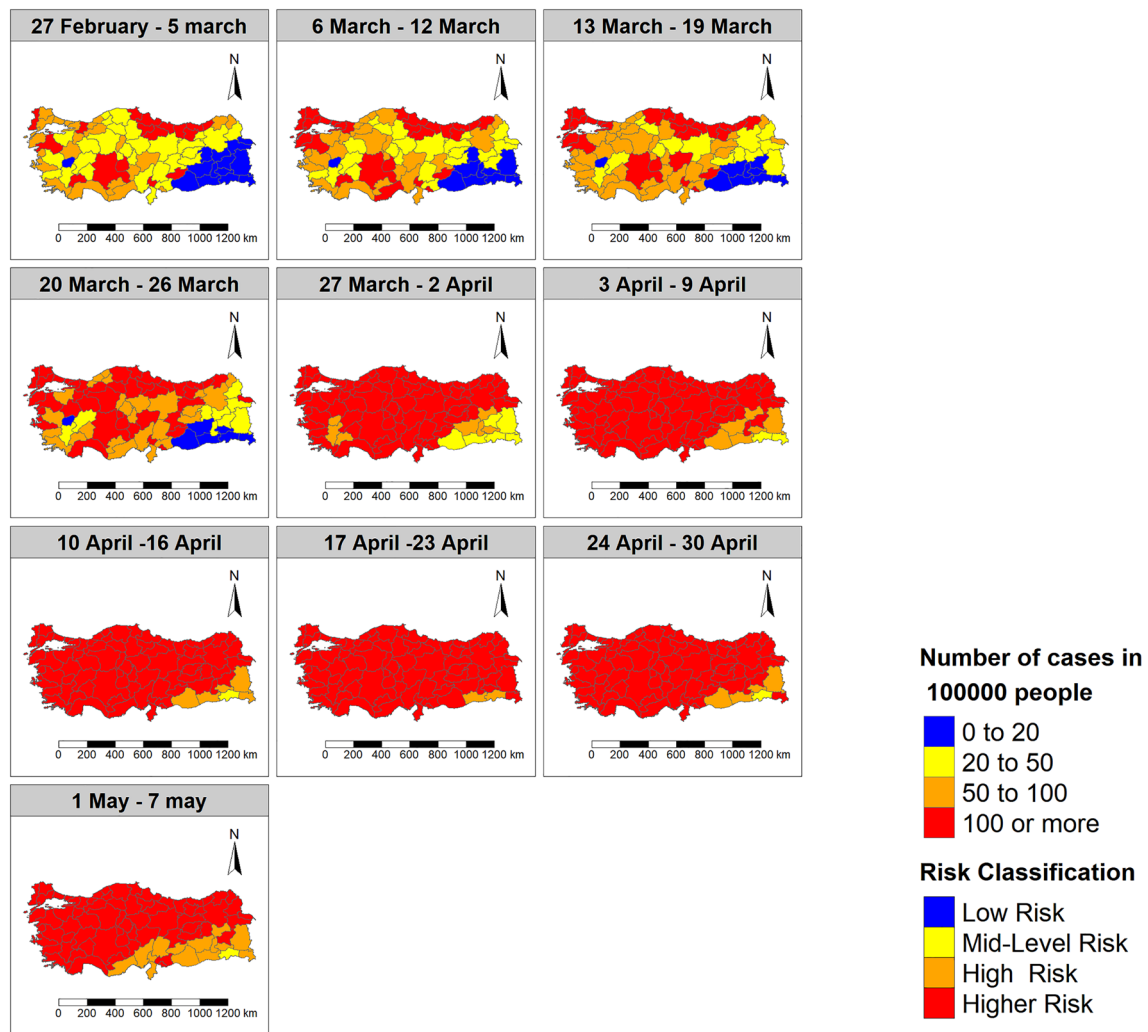 27 February - 5 march
6 March - 12 March
13 March - 19 March
N
N
N
0 200 400 600 800 1000 1200 km
0 200 400 600 800 1000 1200 km
0 200 400 600 800 1000 1200 km
20 March - 26 March
27 March - 2 April
3 April - 9 April
N
N
N
0 200 400 600 800 1000 1200 km
0 200 400 600 800 1000 1200 km
0 200 400 600 800 1000 1200 km
10 April -16 April
17 April -23 April
24 April - 30 April
N
N
N
0 200 400 600 800 1000 1200 km
0 200 400 600 800 1000 1200 km
0 200 400 600 800 1000 1200 km
1 May - 7 may
N
0 200 400 600 800 1000 1200 km
Number of cases in
100000 people
0 to 20
20 to 50
50 to 100
100 or more
Risk Classification
Low Risk
Mid-Level Risk
High Risk
Higher Risk